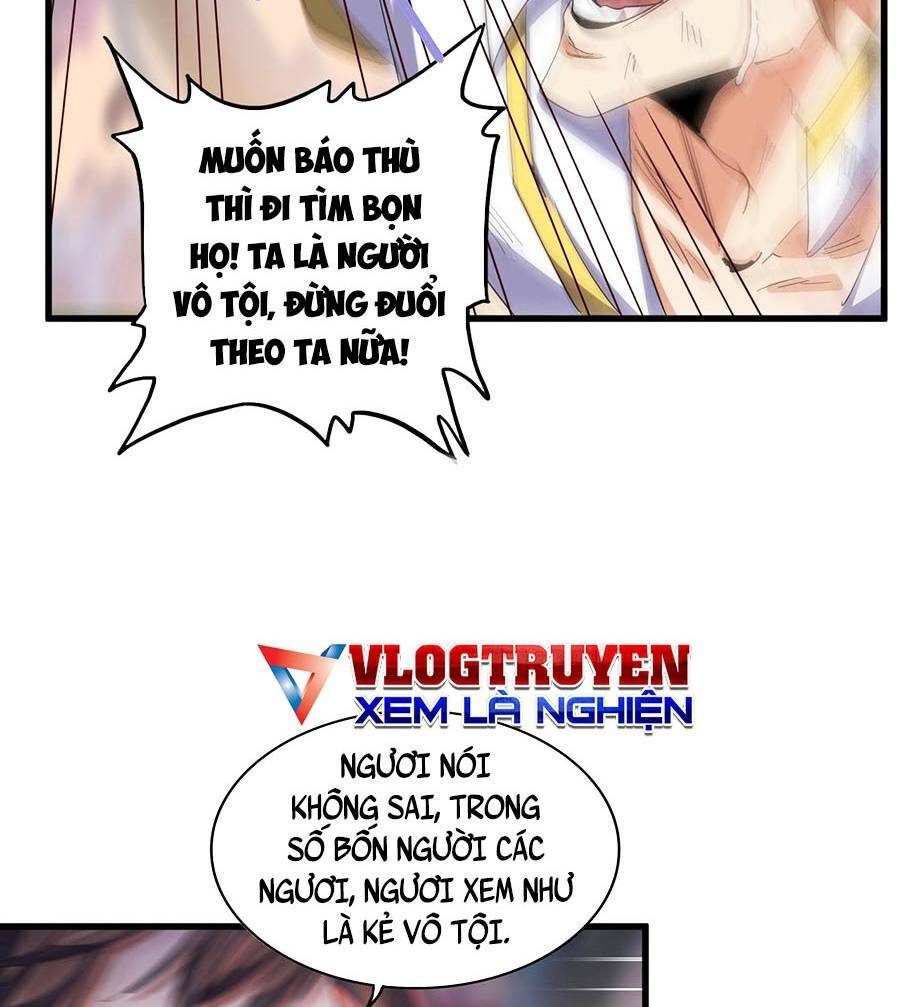 MUỐN BÁO THÙ
THÌ ĐI TÌM BỌN
HỌ! TA LÀ NGƯỜI
VÔ TỘI, ĐỪNG ĐUỔI
THEO TA NỮA!
VLOGTRUYEN
XEM LÀ NGHIỆN
NGƯƠI NÓI
KHÔNG SAI, TRONG
SỐ BỐN NGƯỜI CÁC
NGƯƠI, NGƯƠI XEM NHƯ
LÀ KẺ VÔ TỘI.